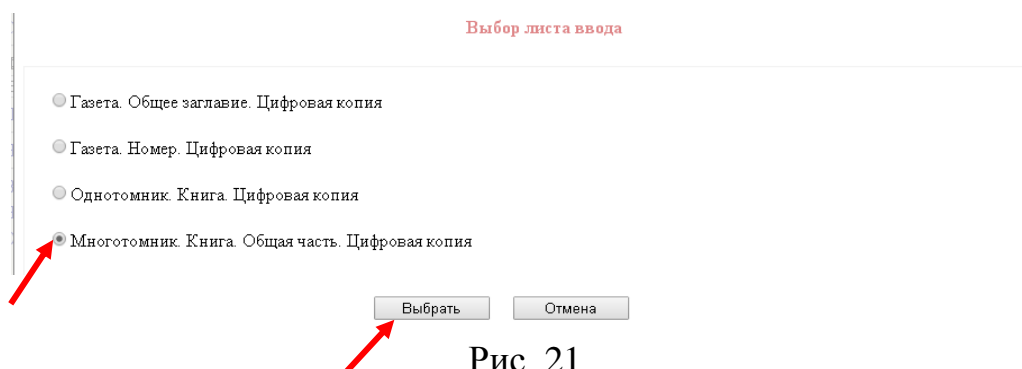 Выбор листа ввода
Газета. Общее заглавие. Цифровая копия
Газета. Номер. Цифровая копия
Однотомник. Книга. Цифровая копия
Многотомник. Книга. Общая часть. Цифровая копия
Выбрать Отмена
Рис. 21